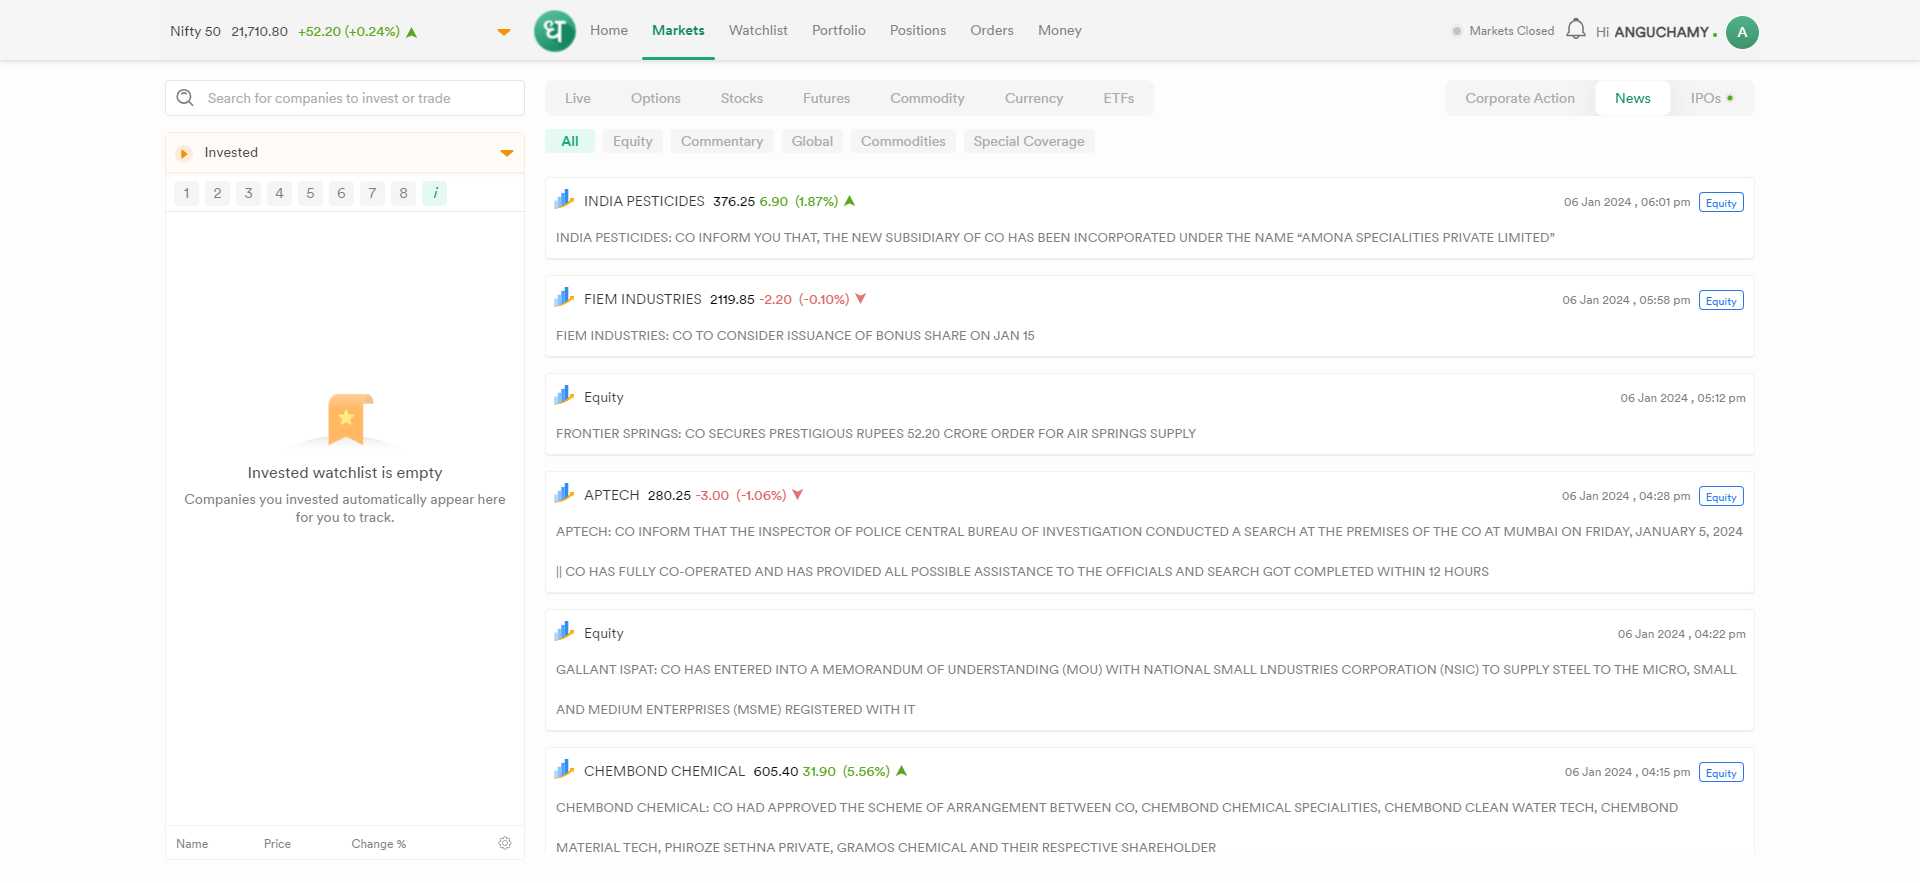 Nifty 50 21,710.80 +52.20 (+0.24%)
ध Home Markets Watchlist Portfolio Positions Orders Money
Markets Closed Hi ANGUCHAMY A
Search for companies to invest or trade
Invested
1 2 3 4 5 6 7 8 i
Invested watchlist is empty
Companies you invested automatically appear here
for you to track.
Name Price Change %
Live Options Stocks Futures Commodity Currency ETFs
Corporate Action News IPOs
All Equity Commentary Global Commodities Special Coverage
INDIA PESTICIDES 376.25 6.90 (1.87%) 06 Jan 2024 , 06:01 pm Equity
INDIA PESTICIDES: CO INFORM YOU THAT, THE NEW SUBSIDIARY OF CO HAS BEEN INCORPORATED UNDER THE NAME “AMONA SPECIALITIES PRIVATE LIMITED”
FIEM INDUSTRIES 2119.85 -2.20 (-0.10%) 06 Jan 2024 , 05:58 pm Equity
FIEM INDUSTRIES: CO TO CONSIDER ISSUANCE OF BONUS SHARE ON JAN 15
Equity 06 Jan 2024 , 05:12 pm
FRONTIER SPRINGS: CO SECURES PRESTIGIOUS RUPEES 52.20 CRORE ORDER FOR AIR SPRINGS SUPPLY
APTECH 280.25 -3.00 (-1.06%) 06 Jan 2024 , 04:28 pm Equity
APTECH: CO INFORM THAT THE INSPECTOR OF POLICE CENTRAL BUREAU OF INVESTIGATION CONDUCTED A SEARCH AT THE PREMISES OF THE CO AT MUMBAI ON FRIDAY, JANUARY 5, 2024
|| CO HAS FULLY CO-OPERATED AND HAS PROVIDED ALL POSSIBLE ASSISTANCE TO THE OFFICIALS AND SEARCH GOT COMPLETED WITHIN 12 HOURS
Equity 06 Jan 2024 , 04:22 pm
GALLANT ISPAT: CO HAS ENTERED INTO A MEMORANDUM OF UNDERSTANDING (MOU) WITH NATIONAL SMALL LNDUSTRIES CORPORATION (NSIC) TO SUPPLY STEEL TO THE MICRO, SMALL
AND MEDIUM ENTERPRISES (MSME) REGISTERED WITH IT
CHEMBOND CHEMICAL 605.40 31.90 (5.56%) 06 Jan 2024 , 04:15 pm Equity
CHEMBOND CHEMICAL: CO HAD APPROVED THE SCHEME OF ARRANGEMENT BETWEEN CO, CHEMBOND CHEMICAL SPECIALITIES, CHEMBOND CLEAN WATER TECH, CHEMBOND
MATERIAL TECH, PHIROZE SETHNA PRIVATE, GRAMOS CHEMICAL AND THEIR RESPECTIVE SHAREHOLDER